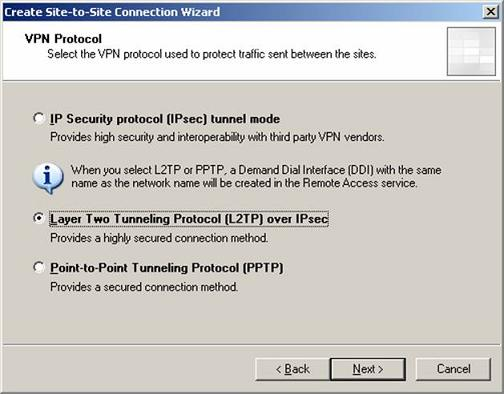 Create Site-to-Site Connection Wizard
VPN Protocol
Select the VPN protocol used to protect traffic sent between the sites.
IP Security protocol (IPsec) tunnel mode
Provides high security and interoperability with third party VPN vendors.
When you select L2TP or PPTP, a Demand Dial Interface (DDI) with the same
name as the network name will be created in the Remote Access service.
Layer Two Tunneling Protocol (L2TP) over IPsec
Provides a highly secured connection method.
Point-to-Point Tunneling Protocol (PPTP)
Provides a secured connection method.
< Back
Next >
Cancel